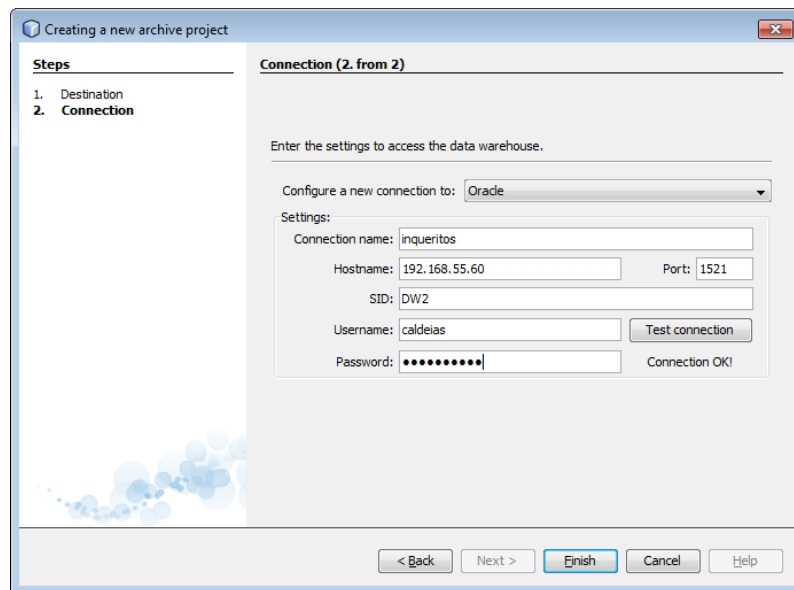 Creating a new archive project
Steps
1. Destination
2. Connection
Connection (2. from 2)
Enter the settings to access the data warehouse.
Configure a new connection to: Oracle
Settings:
Connection name: inqueritos
Hostname: 192.168.55.60 Port: 1521
SID: DW2
Username: caldeias Test connection
Password: ●●●●●●●●●● Connection OK!
< Back Next > Finish Cancel Help